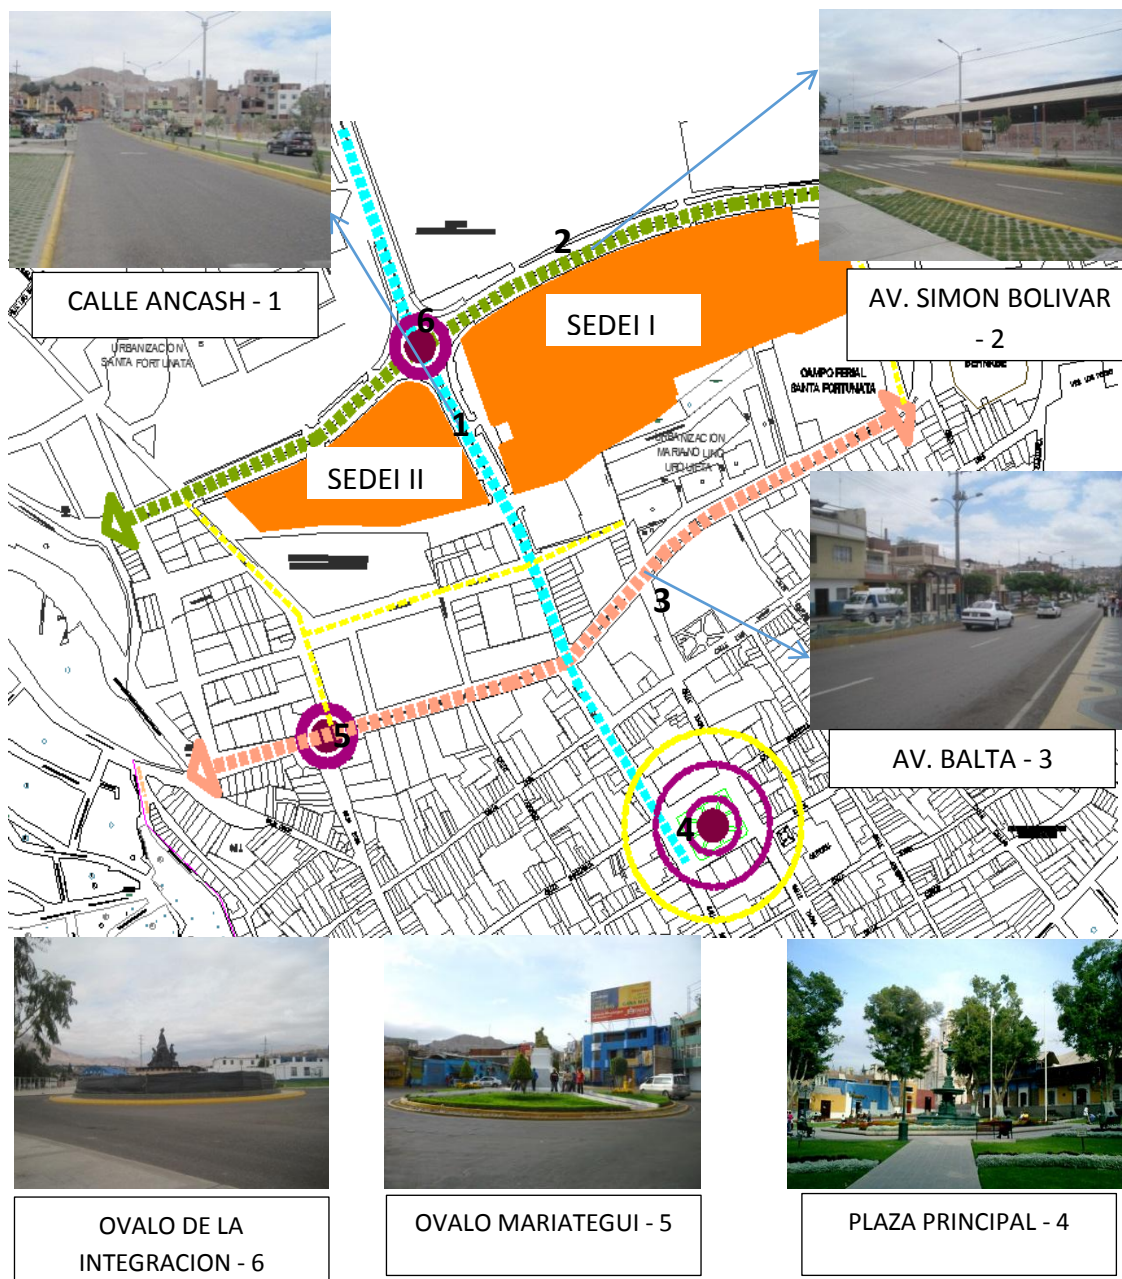 CALLE ANCASH - 1
AV. SIMON BOLIVAR
- 2
2
6
SEDEI I
URBANIZACION
SANTA FORTUNATA
CAMPO FERIAL
SANTA FORTUNATA
1
URBANIZACION
MARIANO LINO
URQUIETA
SEDEI II
3
AV. BALTA - 3
5
4
OVALO DE LA
INTEGRACION - 6
OVALO MARIATEGUI - 5
PLAZA PRINCIPAL - 4